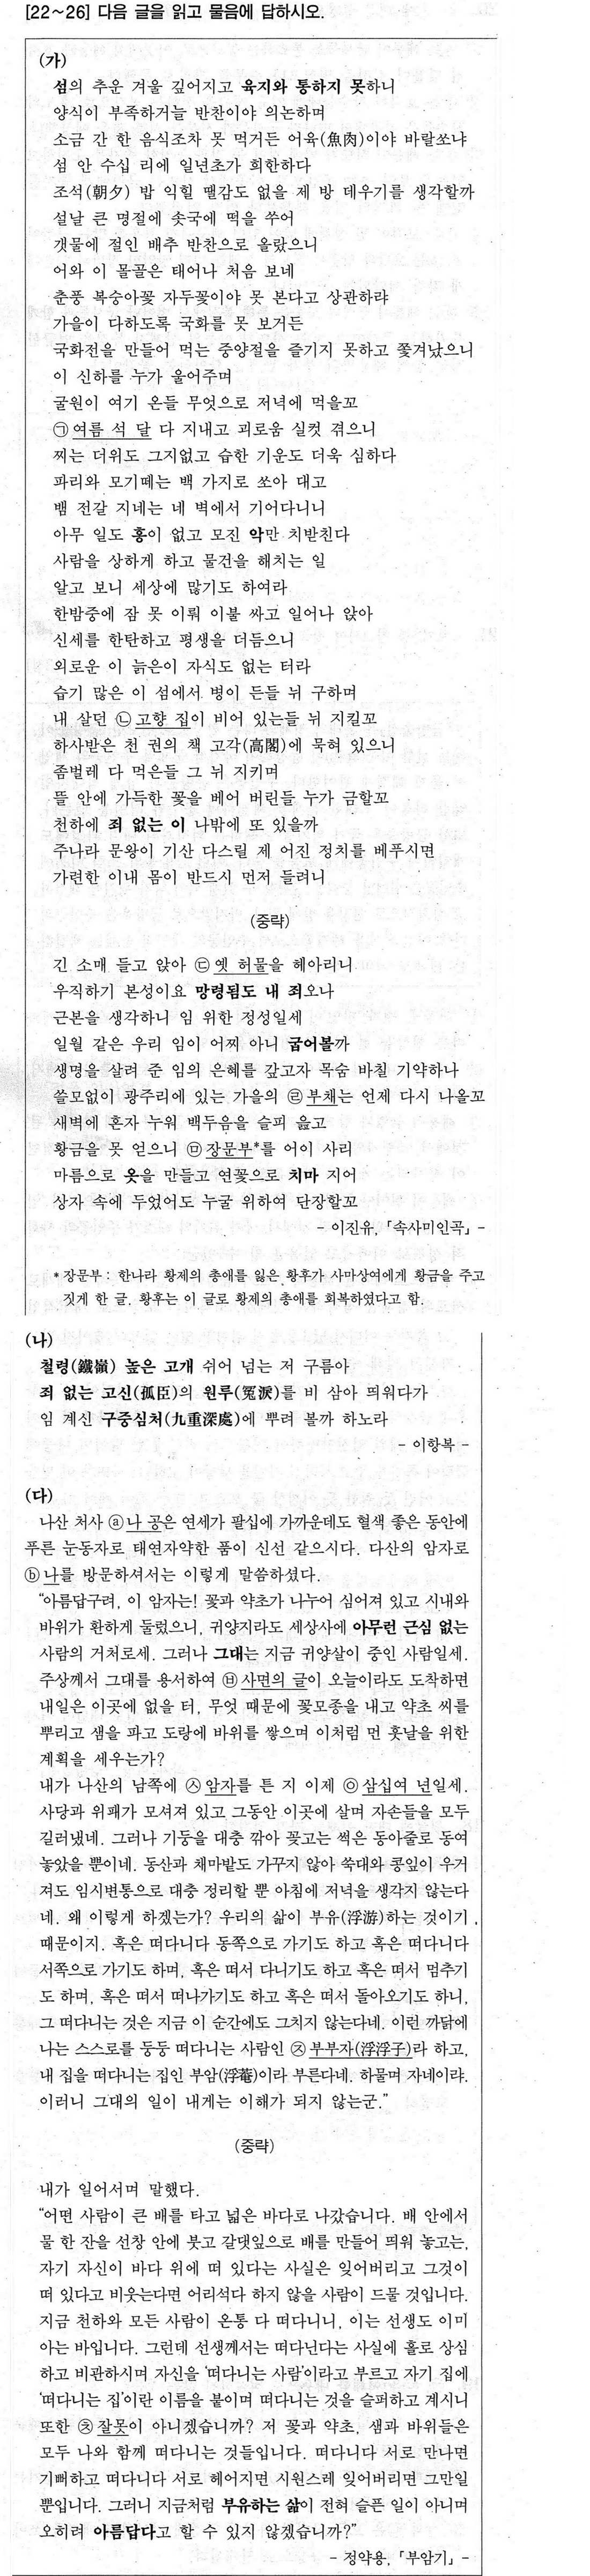 [22~26] 다음 글을 읽고 물음에 답하시오.
(가)
섬의 추운 겨울 깊어지고 육지와 통하지 못하니
양식이 부족하거늘 반찬이야 의논하며
소금 간 한 음식조차 못 먹거든 어육(魚肉)이야 바랄쏘냐
섬 안 수십 리에 일년초가 희한하다
조석(朝夕) 밥 익힐 땔감도 없을 제 방 데우기를 생각할까
설날 큰 명절에 솟국에 떡을 쑤어
갯물에 절인 배추 반찬으로 올랐으니
어와 이 몰골은 태어나 처음 보네
춘풍 복숭아꽃 자두꽃이야 못 본다고 상관하랴
가을이 다하도록 국화를 못 보거든
국화전을 만들어 먹는 중양절을 즐기지 못하고 쫓겨났으니
이 신하를 누가 울어주며
굴원이 여기 온들 무엇으로 저녁에 먹을꼬
㉠여름 석 달 다 지내고 괴로움 실컷 겪으니
찌는 더위도 그지없고 습한 기운도 더욱 심하다
파리와 모기떼는 백 가지로 쏘아 대고
뱀 전갈 지네는 네 벽에서 기어다니니
아무 일도 흥이 없고 모진 악만 치받친다
사람을 상하게 하고 물건을 해치는 일
알고 보니 세상에 많기도 하여라
한밤중에 잠 못 이뤄 이불 싸고 일어나 앉아
신세를 한탄하고 평생을 더듬으니
외로운 이 늙은이 자식도 없는 터라
습기 많은 이 섬에서 병이 든들 뉘 구하며
내 살던 ㉡고향 집이 비어 있는들 뉘 지킬꼬
하사받은 천 권의 책 고각(高閣)에 묵혀 있으니
좀벌레 다 먹은들 그 뉘 지키며
뜰 안에 가득한 꽃을 베어 버린들 누가 금할꼬
천하에 죄 없는 이 나밖에 또 있을까
주나라 문왕이 기산 다스릴 제 어진 정치를 베푸시면
가련한 이내 몸이 반드시 먼저 들려니
(중략)
긴 소매 들고 앉아 ㉢옛 허물을 헤아리니
우직하기 본성이요 망령됨도 내 죄오나
근본을 생각하니 임 위한 정성일세
일월 같은 우리 임이 어찌 아니 굽어볼까
생명을 살려 준 임의 은혜를 갚고자 목숨 바칠 기약하나
쓸모없이 광주리에 있는 가을의 ㉣부채는 언제 다시 나올꼬
새벽에 혼자 누워 백두음을 슬피 읊고
황금을 못 얻으니 ㉤장문부*를 어이 사리
마름으로 옷을 만들고 연꽃으로 치마 지어
상자 속에 두었어도 누굴 위하여 단장할꼬
- 이진유, 「속사미인곡」 -
* 장문부 : 한나라 황제의 총애를 잃은 황후가 사마상여에게 황금을 주고
짓게 한 글. 황후는 이 글로 황제의 총애를 회복하였다고 함.
(나)
철령(鐵嶺) 높은 고개 쉬어 넘는 저 구름아
죄 없는 고신(孤臣)의 원루(冤淚)를 비 삼아 띄워다가
임 계신 구중심처(九重深處)에 뿌려 볼까 하노라
- 이항복 -
(다)
나산 처사 ⓐ나 공은 연세가 팔십에 가까운데도 혈색 좋은 동안에
푸른 눈동자로 태연자약한 품이 신선 같으시다. 다산의 암자로
ⓑ나를 방문하셔서는 이렇게 말씀하셨다.
“아름답구려, 이 암자는! 꽃과 약초가 나누어 심어져 있고 시내와
바위가 환하게 둘렀으니, 귀양지라도 세상사에 아무런 근심 없는
사람의 거처로세. 그러나 그대는 지금 귀양살이 중인 사람일세.
주상께서 그대를 용서하여 ㉥사면의 글이 오늘이라도 도착하면
내일은 이곳에 없을 터, 무엇 때문에 꽃모종을 내고 약초 씨를
뿌리고 샘을 파고 도랑에 바위를 쌓으며 이처럼 먼 훗날을 위한
계획을 세우는가?
내가 나산의 남쪽에 ㉦암자를 튼 지 이제 ㉧삼십여 년일세.
사당과 위패가 모셔져 있고 그동안 이곳에 살며 자손들을 모두
길러냈네. 그러나 기둥을 대충 깎아 꽂고는 썩은 동아줄로 동여
놓았을 뿐이네. 동산과 채마밭도 가꾸지 않아 쑥대와 콩잎이 우거
져도 임시변통으로 대충 정리할 뿐 아침에 저녁을 생각지 않는다
네. 왜 이렇게 하겠는가? 우리의 삶이 부유(浮游)하는 것이기
때문이지. 혹은 떠다니다 동쪽으로 가기도 하고 혹은 떠다니다
서쪽으로 가기도 하며, 혹은 떠서 다니기도 하고 혹은 떠서 멈추기
도 하며, 혹은 떠서 떠나가기도 하고 혹은 떠서 돌아오기도 하니,
그 떠다니는 것은 지금 이 순간에도 그치지 않는다네. 이런 까닭에
나는 스스로를 둥둥 떠다니는 사람인 ㉨부부자(浮浮子)라 하고,
내 집을 떠다니는 집인 부암(浮菴)이라 부른다네. 하물며 자네이랴.
이러니 그대의 일이 내게는 이해가 되지 않는군.”
(중략)
내가 일어서며 말했다.
“어떤 사람이 큰 배를 타고 넓은 바다로 나갔습니다. 배 안에서
물 한 잔을 선창 안에 붓고 갈댓잎으로 배를 만들어 띄워 놓고는,
자기 자신이 바다 위에 떠 있다는 사실은 잊어버리고 그것이
떠 있다고 비웃는다면 어리석다 하지 않을 사람이 드물 것입니다.
지금 천하와 모든 사람이 온통 다 떠다니니, 이는 선생도 이미
아는 바입니다. 그런데 선생께서는 떠다닌다는 사실에 홀로 상심
하고 비관하시며 자신을 ‘떠다니는 사람’이라고 부르고 자기 집에
‘떠다니는 집’이란 이름을 붙이며 떠다니는 것을 슬퍼하고 계시니
또한 ㉩잘못이 아니겠습니까? 저 꽃과 약초, 샘과 바위들은
모두 나와 함께 떠다니는 것들입니다. 떠다니다 서로 만나면
기뻐하고 떠다니다 서로 헤어지면 시원스레 잊어버리면 그만일
뿐입니다. 그러니 지금처럼 부유하는 삶이 전혀 슬픈 일이 아니며
오히려 아름답다고 할 수 있지 않겠습니까?”
- 정약용, 「부암기」 -